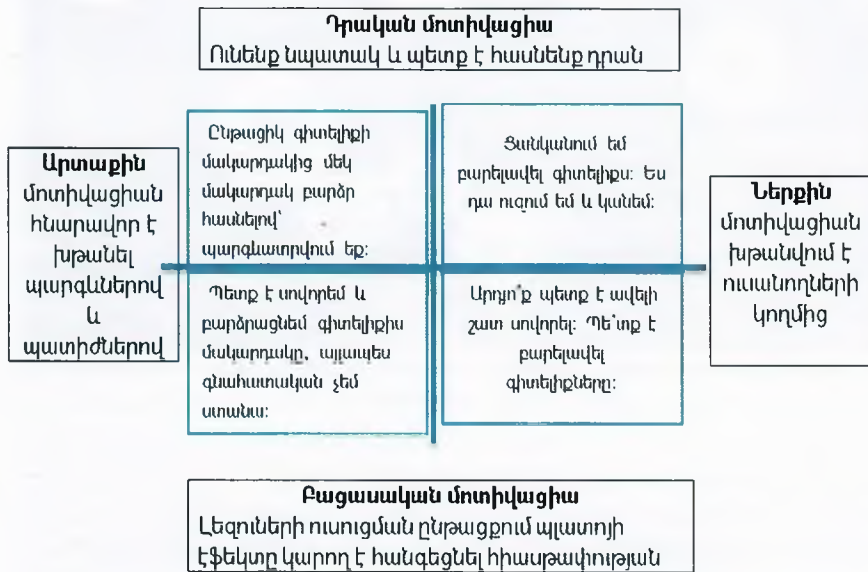 Դրական մոտիվացիա
Ունենք նպատակ և պետք է հասնենք դրան
Արտաքին
մոտիվացիան
հնարավոր է
խթանել
պարգևներով
և
պատիժներով
Ընթացիկ գիտելիքի
մակարդակից մեկ
մակարդակ բարձր
հասնելով՝
պարգևատրվում եք:
Ցանկանում եմ
բարելավել գիտելիքս: Ես
դա ուզում եմ և կանեմ:
Պետք է սովորեմ և
բարձրացնեմ գիտելիքիս
մակարդակը, այլապես
գնահատական չեմ
ստանա:
Արդյո՞ք պետք է ավելի
շատ սովորել: Պե՞տք է
բարելավել
գիտելիքները:
Ներքին
մոտիվացիան
խթանվում է
ուսանողների
կողմից
Բացասական մոտիվացիա
Լեզուների ուսուցման ընթացքում պլատոյի
էֆեկտը կարող է հանգեցնել հիասթափության